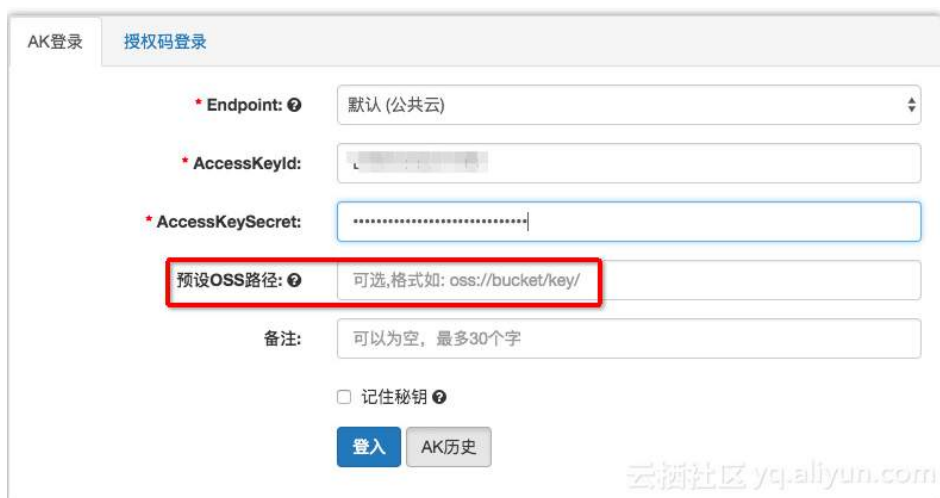 AK登录 授权码登录
* Endpoint: 默认 (公共云)
* AccessKeyId:
* AccessKeySecret: ••••••••••••••••••••••••••••••
预设OSS路径: 可选,格式如: oss://bucket/key/
备注: 可以为空，最多30个字
记住秘钥
登入 AK历史
云栖社区 yq.aliyun.com